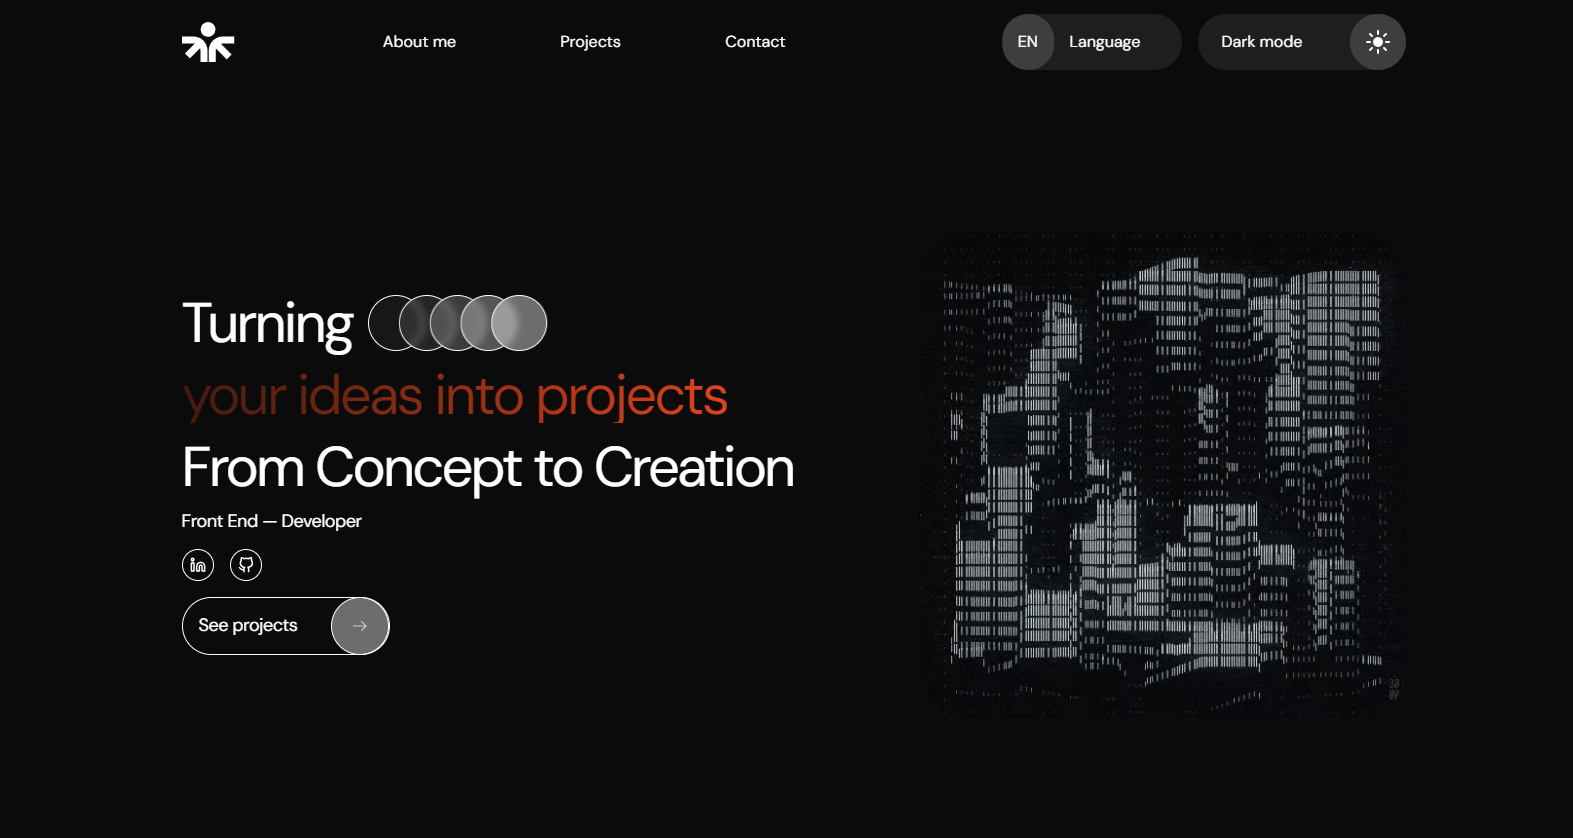 About me
Projects
Contact
EN
Language
Dark mode
Turning
your ideas into projects
From Concept to Creation
Front End — Developer
in
See projects